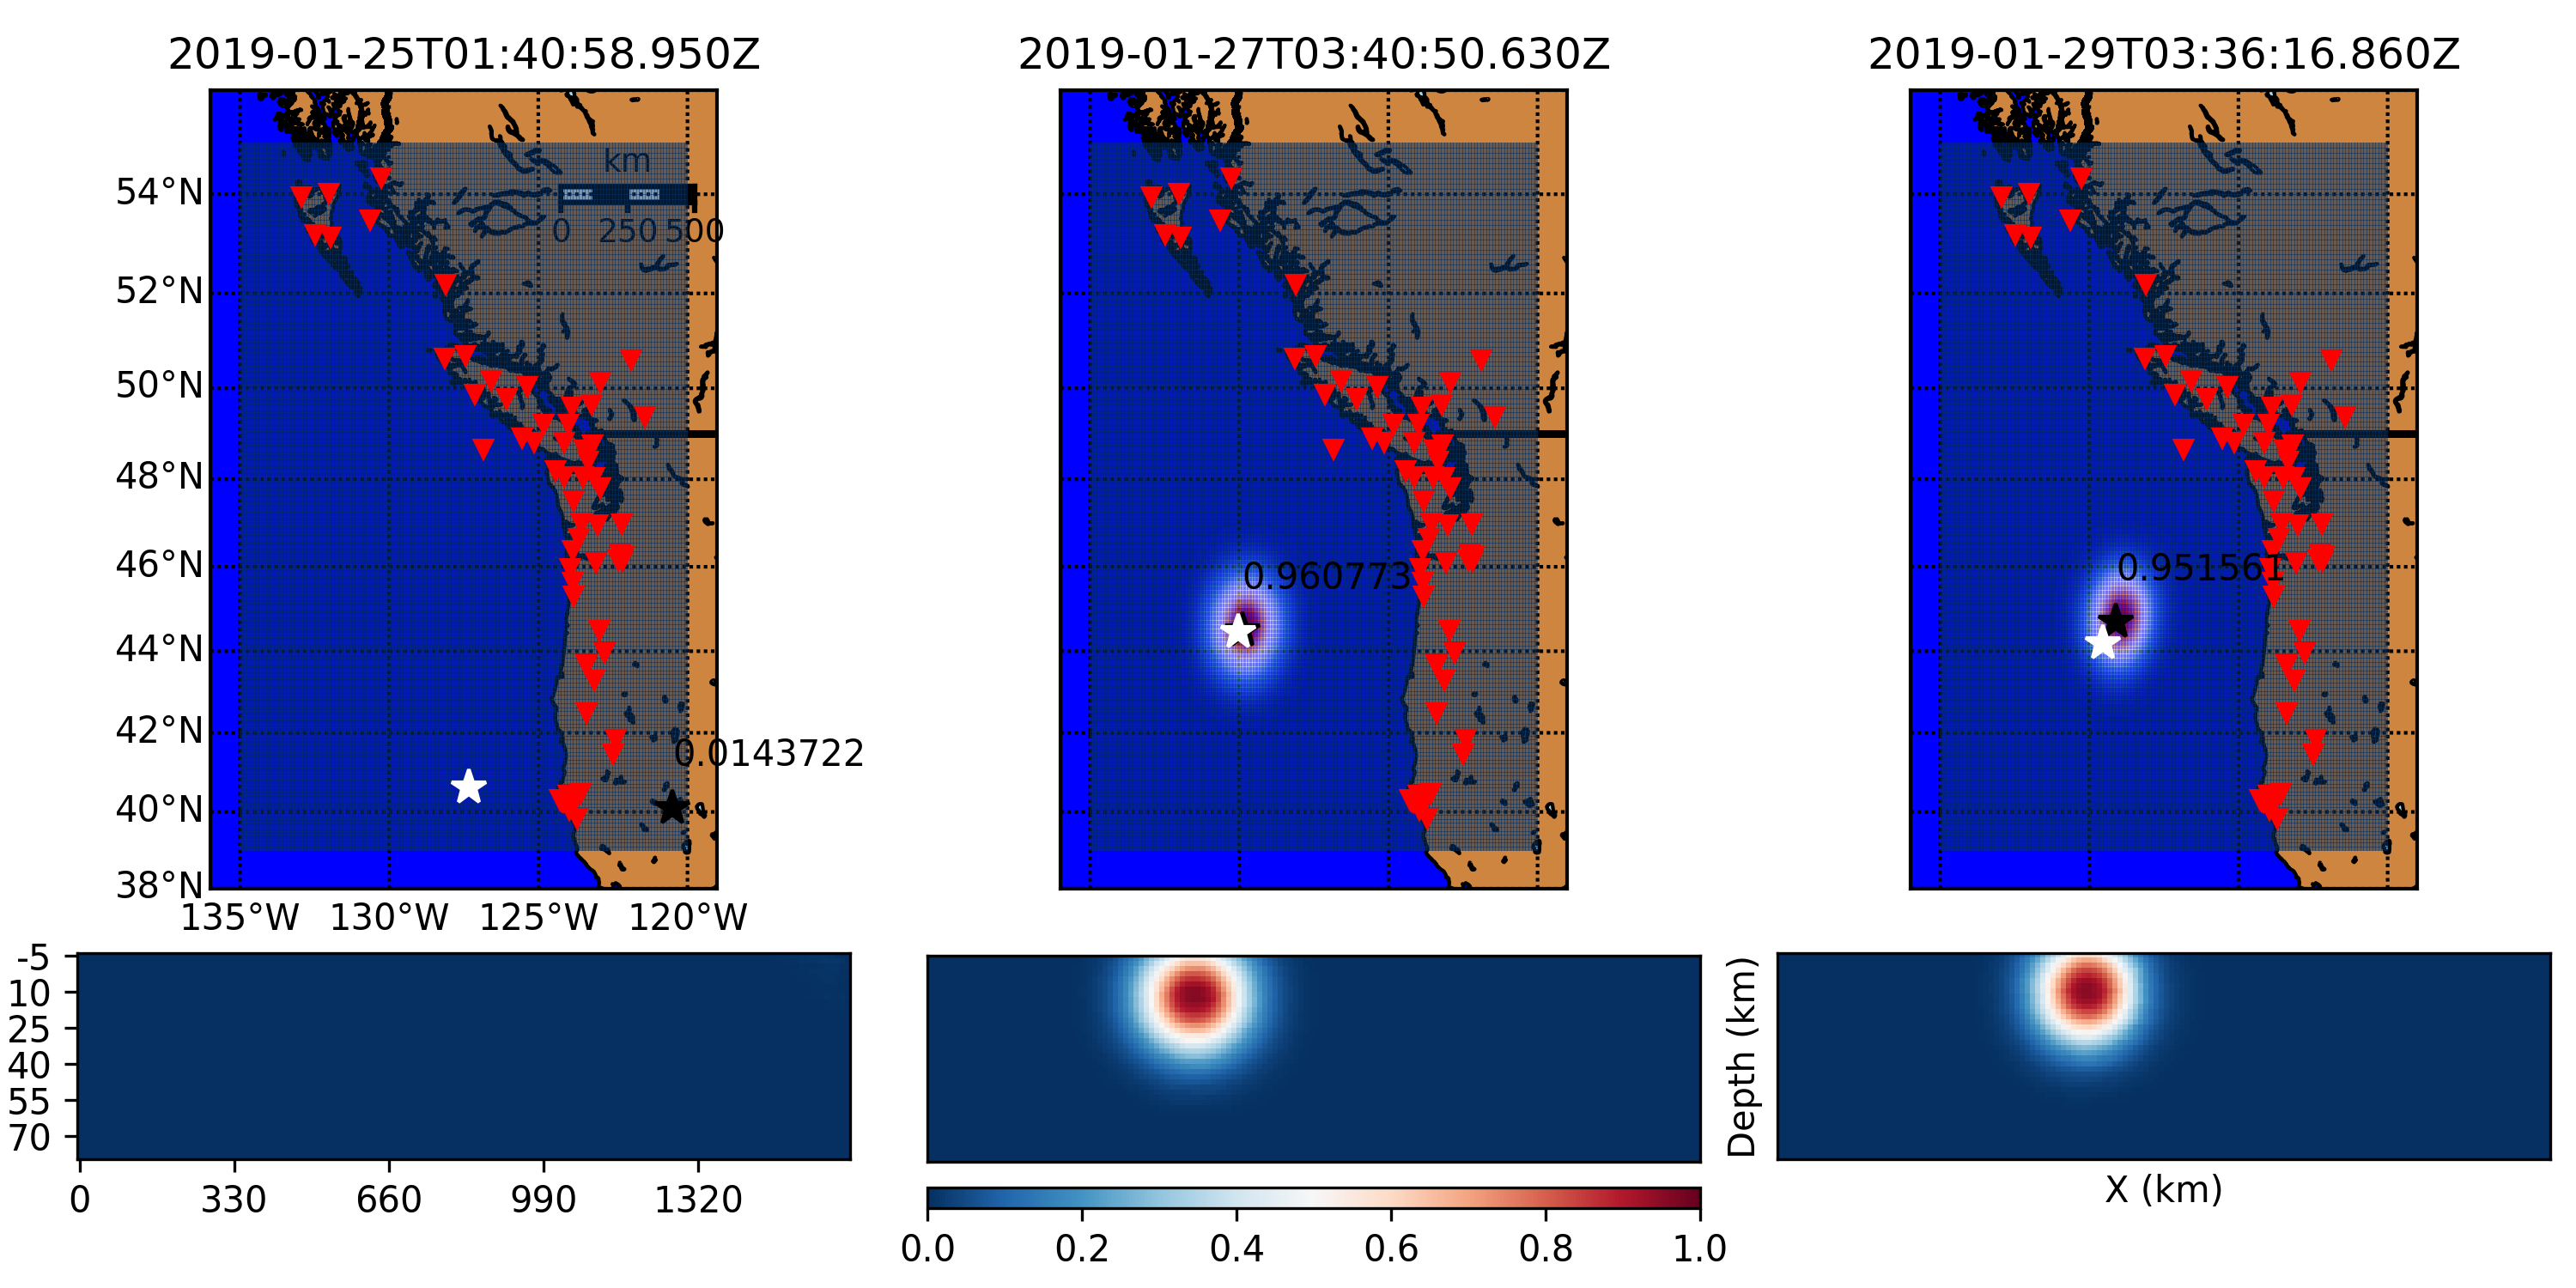 2019-01-25T01:40:58.950Z
2019-01-27T03:40:50.630Z
2019-01-29T03:36:16.860Z
km
0 250 500
54°N
52°N
50°N
48°N
46°N
44°N
42°N
40°N
38°N
135°W 130°W 125°W 120°W
0.0143722
0.960773
0.951561
-5
10
25
40
55
70
0 330 660 990 1320
0.0 0.2 0.4 0.6 0.8 1.0
Depth (km)
X (km)